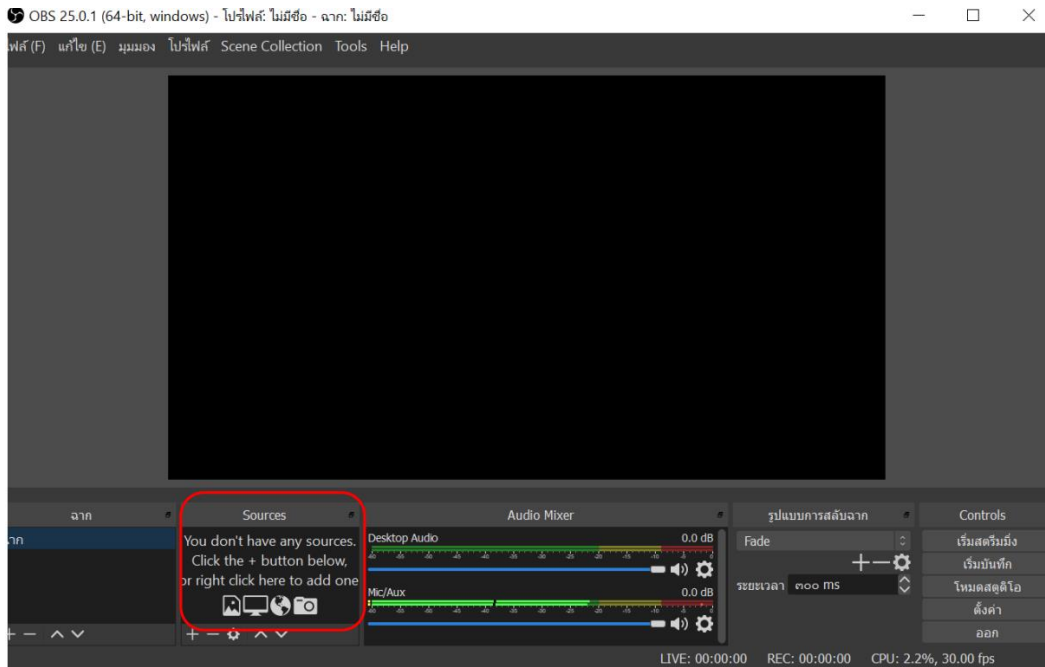 OBS 25.0.1 (64-bit, windows) - โปรไฟล์: ไม่มีชื่อ - ฉาก: ไม่มีชื่อ
ไฟล์ (F) แก้ไข (E) มุมมอง โปรไฟล์ Scene Collection Tools Help
ฉาก
ฉาก
Sources
You don't have any sources.
Click the + button below,
or right click here to add one
Audio Mixer
Desktop Audio 0.0 dB
Mic/Aux 0.0 dB
รูปแบบการสลับฉาก
Fade
ระยะเวลา ๓๐๐ ms
Controls
เริ่มสตรีมมิ่ง
เริ่มบันทึก
โหมดสตูดิโอ
ตั้งค่า
ออก
LIVE: 00:00:00 REC: 00:00:00 CPU: 2.2%, 30.00 fps